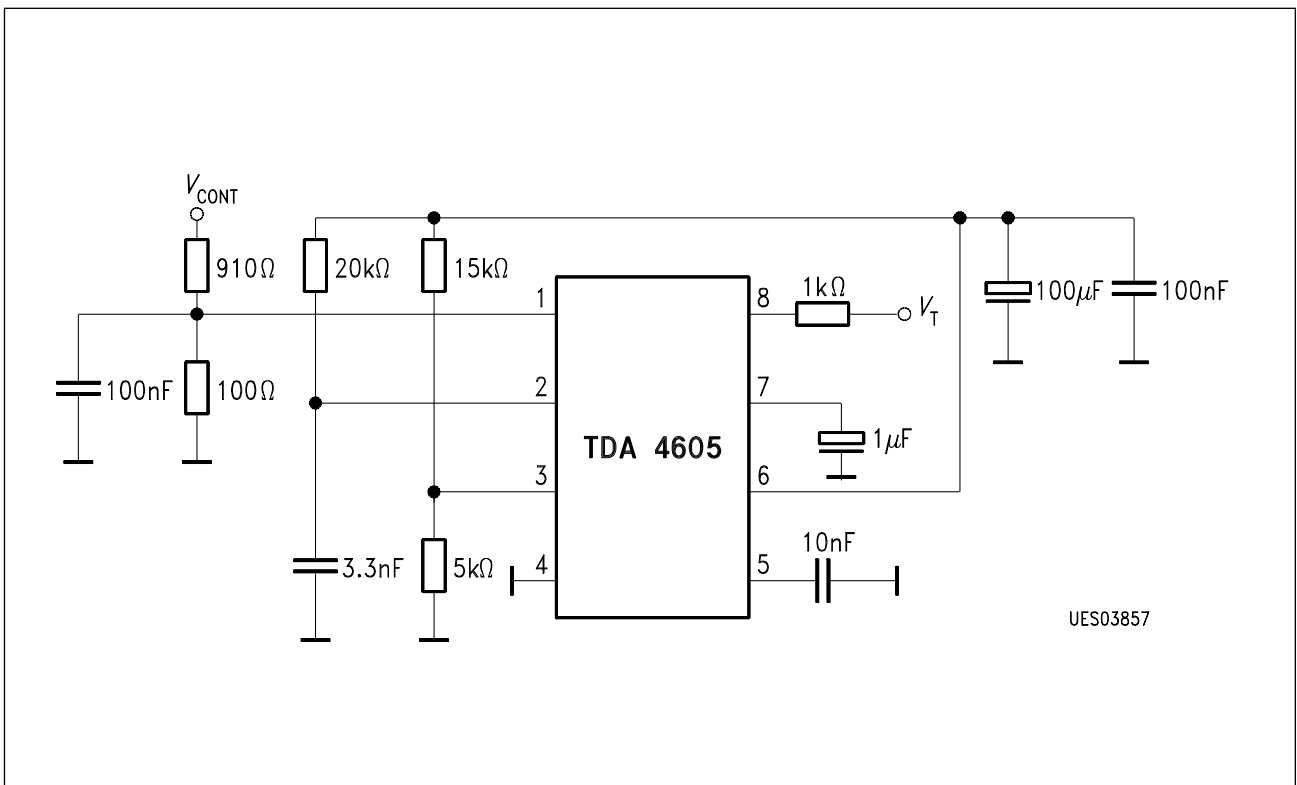 V_CONT
910Ω
20kΩ
15kΩ
1
8
1kΩ
V_T
100µF
100nF
100nF
100Ω
2
7
1µF
TDA 4605
3
6
3.3nF
5kΩ
4
5
10nF
UES03857